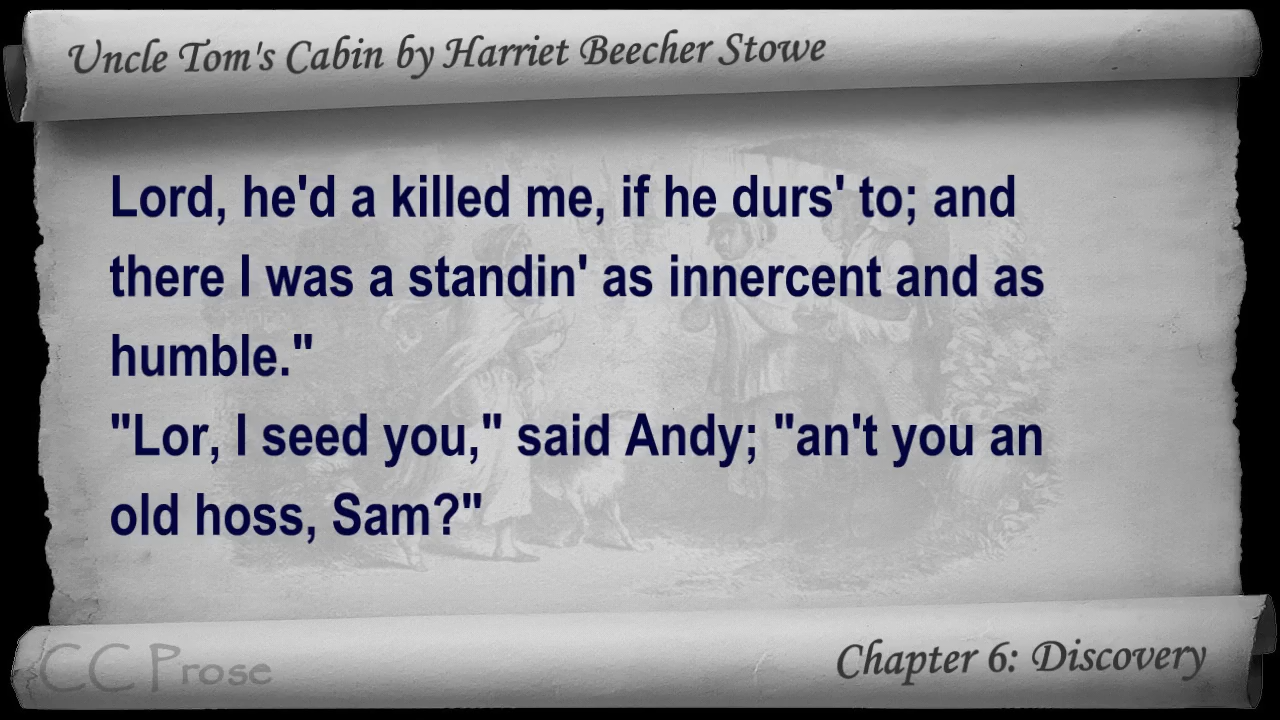 Uncle Tom's Cabin by Harriet Beecher Stowe
Lord, he'd a killed me, if he durs' to; and
there I was a standin' as innercent and as
humble."
"Lor, I seed you," said Andy; "an't you an
old hoss, Sam?"
CC Prose
Chapter 6: Discovery